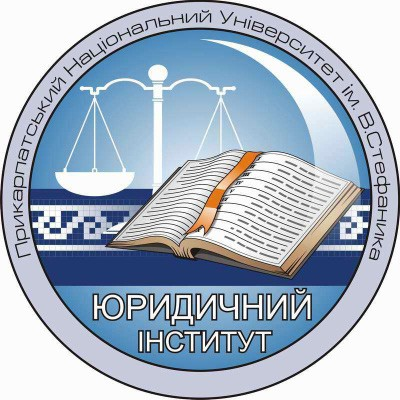 Прикарпатський Національний Університет ім. В.Стефаника
ЮРИДИЧНИЙ
ІНСТИТУТ